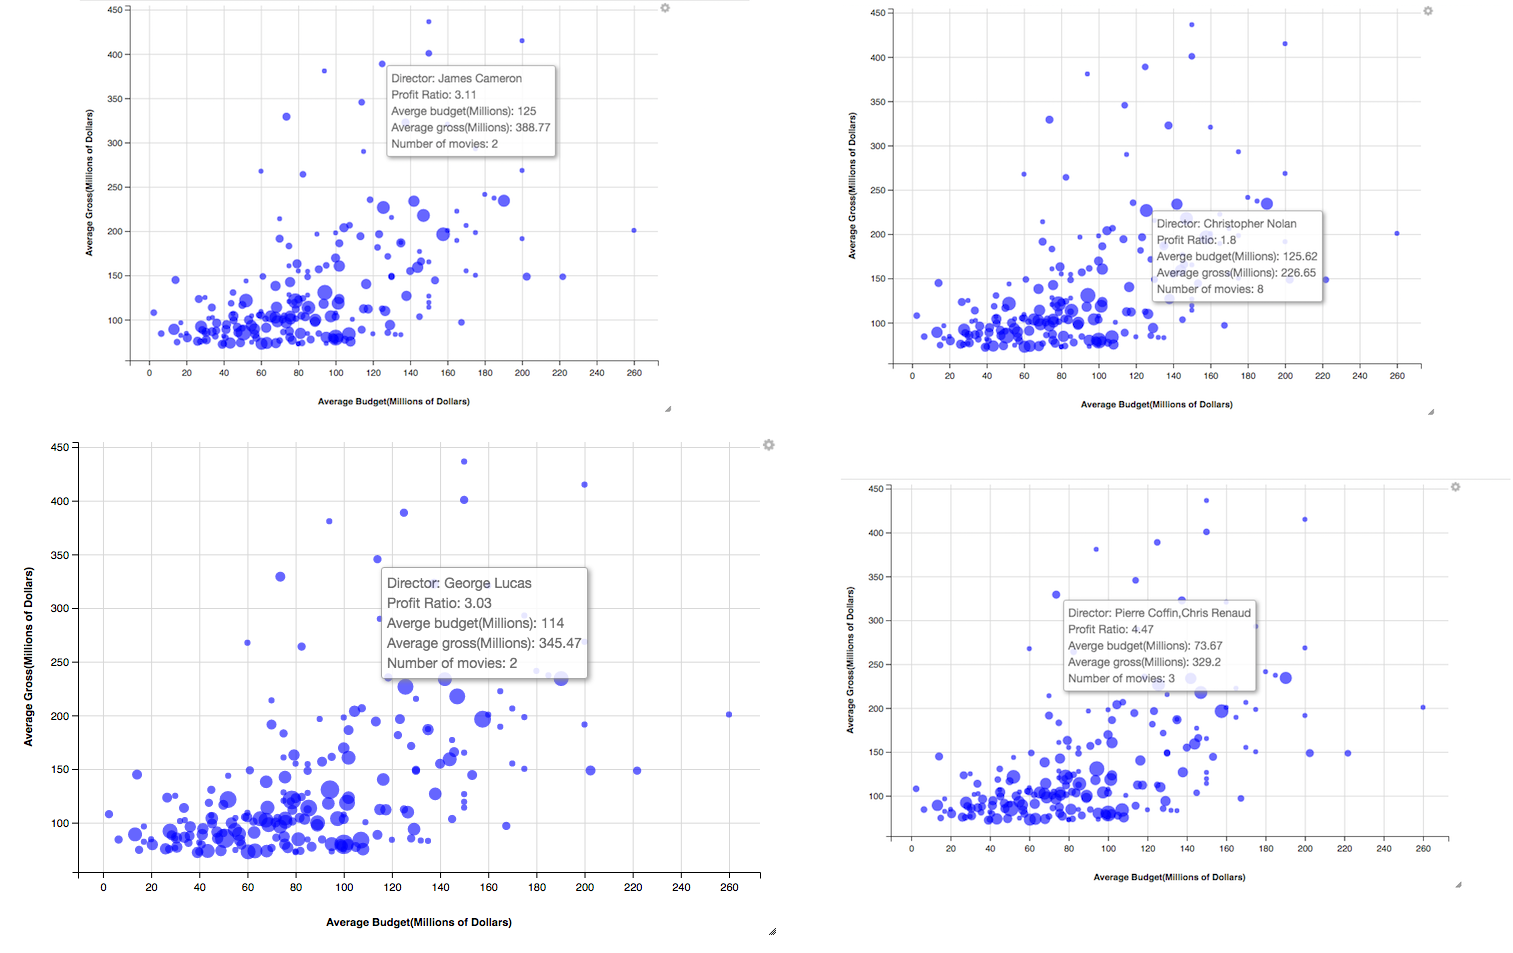 450
400
350
300
250
200
150
100
Average Gross(Millions of Dollars)
Director: James Cameron
Profit Ratio: 3.11
Averge budget(Millions): 125
Average gross(Millions): 388.77
Number of movies: 2
0 20 40 60 80 100 120 140 160 180 200 220 240 260
Average Budget(Millions of Dollars)
450
400
350
300
250
200
150
100
Average Gross(Millions of Dollars)
Director: Christopher Nolan
Profit Ratio: 1.8
Averge budget(Millions): 125.62
Average gross(Millions): 226.65
Number of movies: 8
0 20 40 60 80 100 120 140 160 180 200 220 240 260
Average Budget(Millions of Dollars)
450
400
350
300
250
200
150
100
Average Gross(Millions of Dollars)
Director: George Lucas
Profit Ratio: 3.03
Averge budget(Millions): 114
Average gross(Millions): 345.47
Number of movies: 2
0 20 40 60 80 100 120 140 160 180 200 220 240 260
Average Budget(Millions of Dollars)
450
400
350
300
250
200
150
100
Average Gross(Millions of Dollars)
Director: Pierre Coffin,Chris Renaud
Profit Ratio: 4.47
Averge budget(Millions): 73.67
Average gross(Millions): 329.2
Number of movies: 3
0 20 40 60 80 100 120 140 160 180 200 220 240 260
Average Budget(Millions of Dollars)